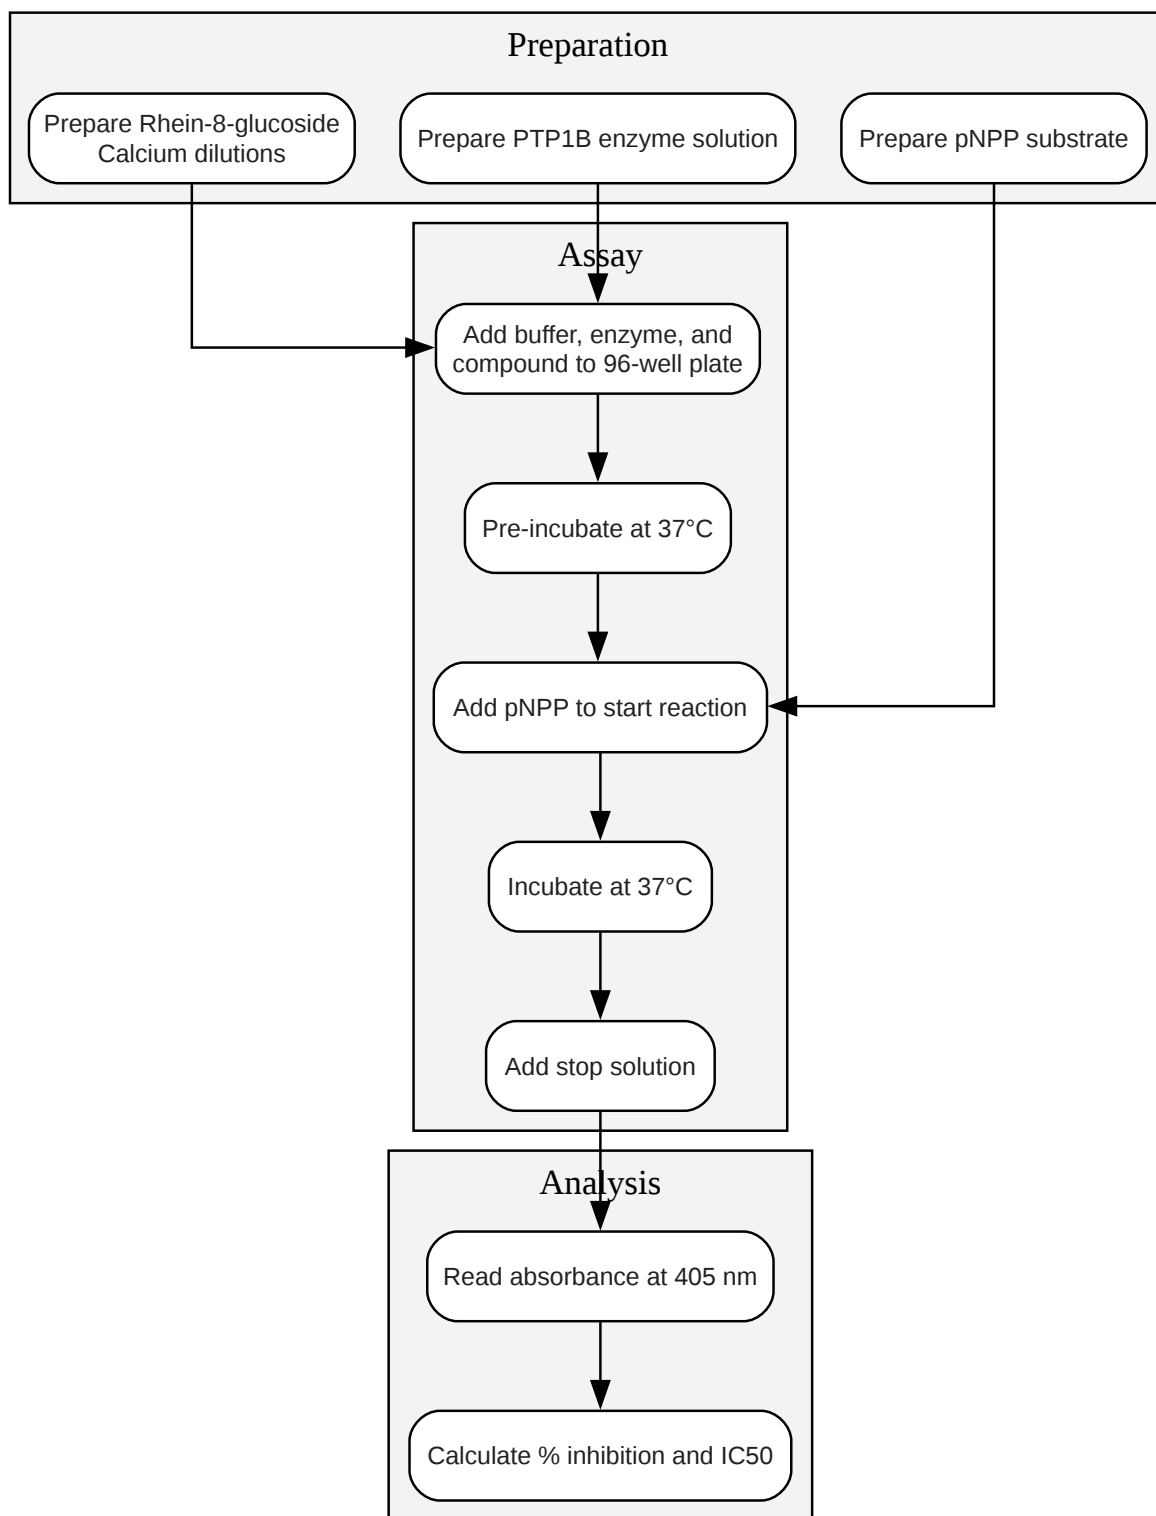 Preparation
Prepare Rhein-8-glucoside
Calcium dilutions
Prepare PTP1B enzyme solution
Prepare pNPP substrate
Assay
Add buffer, enzyme, and
compound to 96-well plate
Pre-incubate at 37°C
Add pNPP to start reaction
Incubate at 37°C
Add stop solution
Analysis
Read absorbance at 405 nm
Calculate % inhibition and IC50